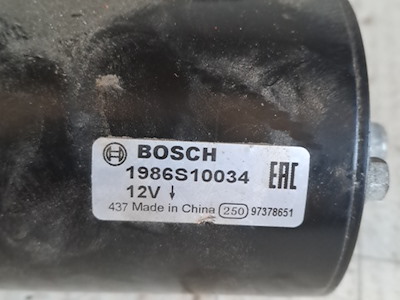 BOSCH
1986S10034
12V
437 Made in China 250 97378651
EAC